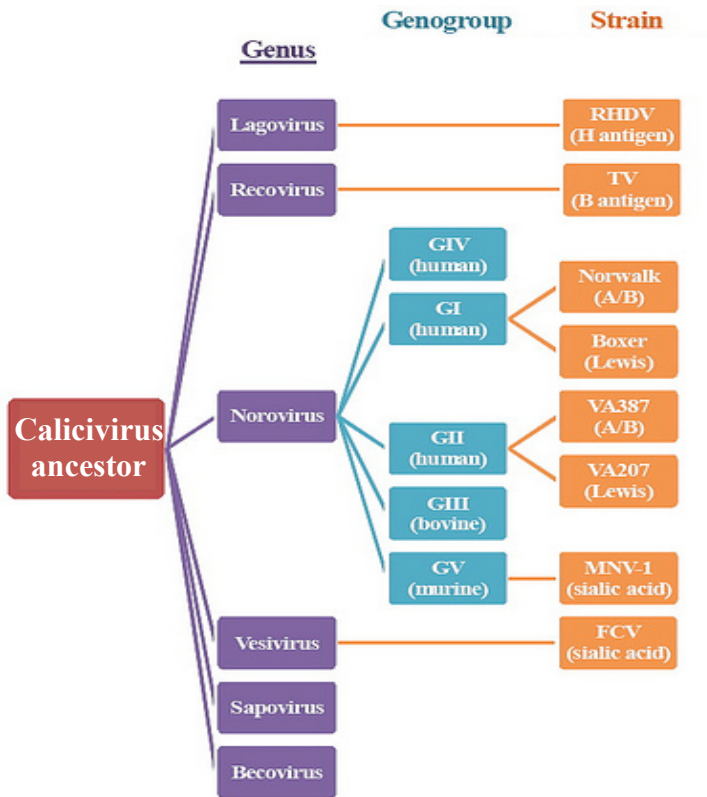 Genogroup
Strain
Genus
Lagovirus
RHDV
(H antigen)
Recovirus
TV
(B antigen)
GIV
(human)
GI
(human)
Norwalk
(A/B)
Boxer
(Lewis)
Calicivirus
ancestor
Norovirus
GII
(human)
VA387
(A/B)
VA207
(Lewis)
GIII
(bovine)
GV
(murine)
MNV-1
(sialic acid)
Vesivirus
FCV
(sialic acid)
Sapovirus
Becovirus